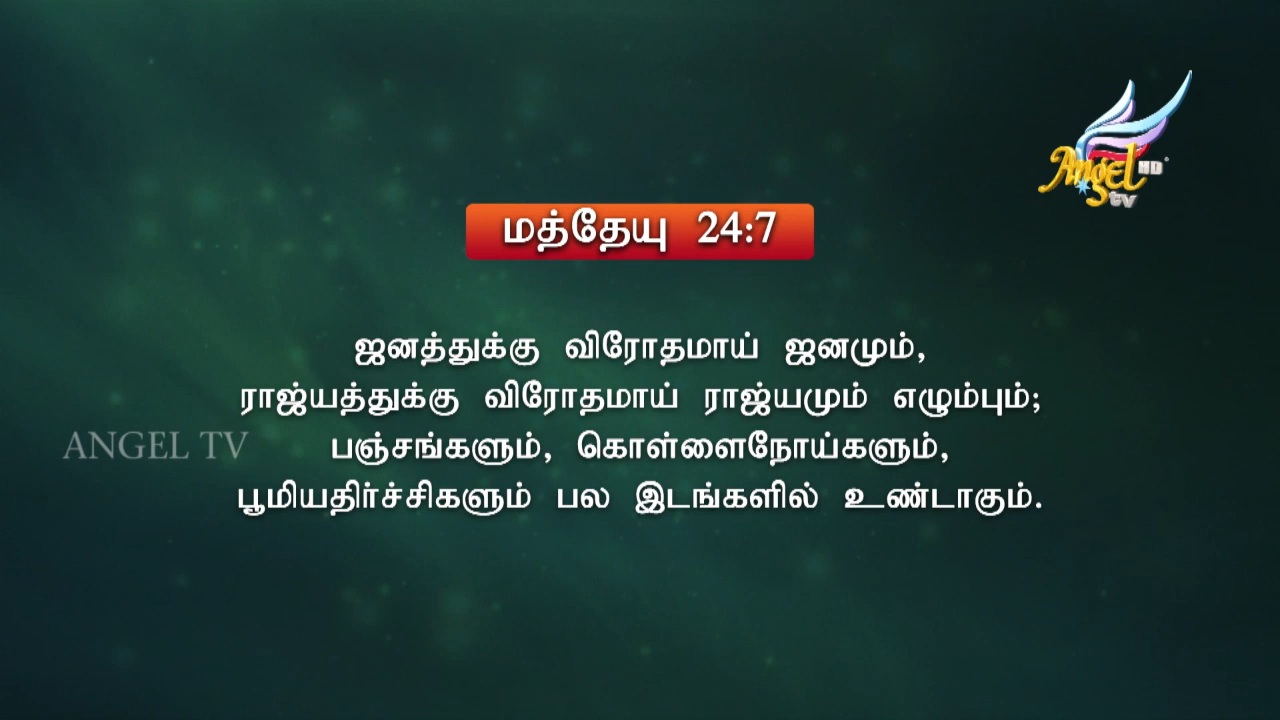 Angel HD
tv
மத்தேயு 24:7
ஜனத்துக்கு விரோதமாய் ஜனமும்,
ராஜ்யத்துக்கு விரோதமாய் ராஜ்யமும் எழும்பும்;
ANGEL TV
பஞ்சங்களும், கொள்ளைநோய்களும்,
பூமியதிர்ச்சிகளும் பல இடங்களில் உண்டாகும்.